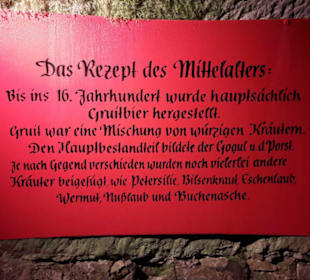 Das Rezept des Mittelalters:
Bis ins 16. Jahrhundert wurde hauptsächlich
Gruitbier hergestellt.
Gruit war eine Mischung von würzigen Kräutern.
Den Hauptbestandteil bildete der Gogul u.d Porst.
Je nach Gegend verschieden wurden noch vielerlei andere
Kräuter beigefügt, wie Petersilie, Bilsenkraut, Eschenlaub,
Wermut, Nußlaub und Buchenasche.